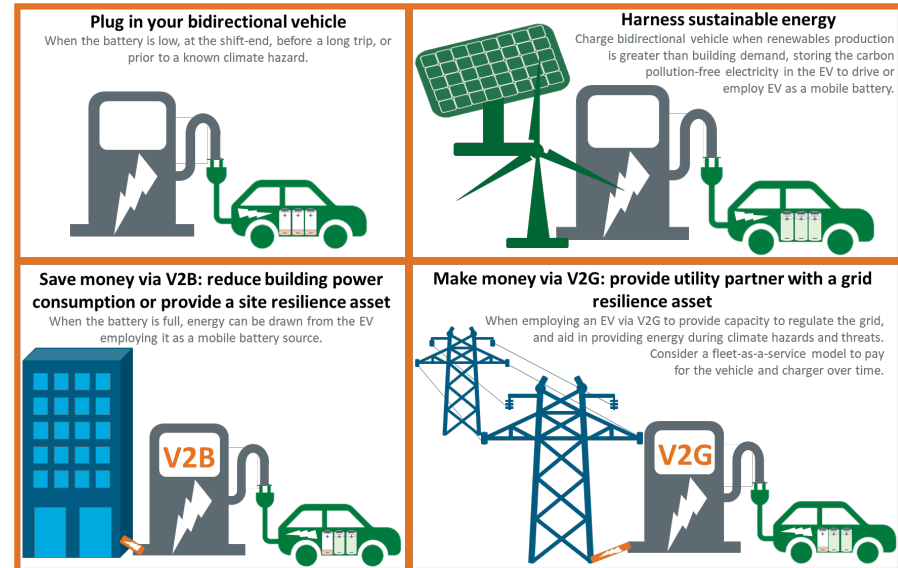 Plug in your bidirectional vehicle
When the battery is low, at the shift-end, before a long trip, or
prior to a known climate hazard.
Harness sustainable energy
Charge bidirectional vehicle when renewables production
is greater than building demand, storing the carbon
pollution-free electricity in the EV to drive or
employ EV as a mobile battery.
Save money via V2B: reduce building power
consumption or provide a site resilience asset
When the battery is full, energy can be drawn from the EV
employing it as a mobile battery source.
V2B
Make money via V2G: provide utility partner with a grid
resilience asset
When employing an EV via V2G to provide capacity to regulate the grid,
and aid in providing energy during climate hazards and threats.
Consider a fleet-as-a-service model to pay
for the vehicle and charger over time.
V2G